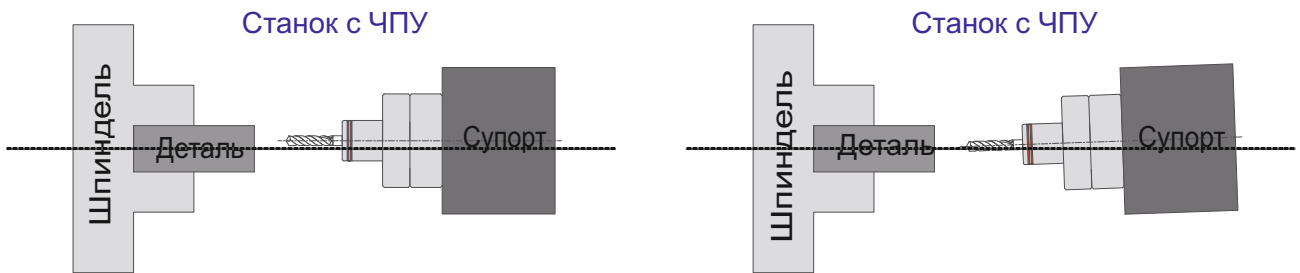 Станок с ЧПУ
Шпиндель
Деталь
Супорт
Станок с ЧПУ
Шпиндель
Деталь
Супорт